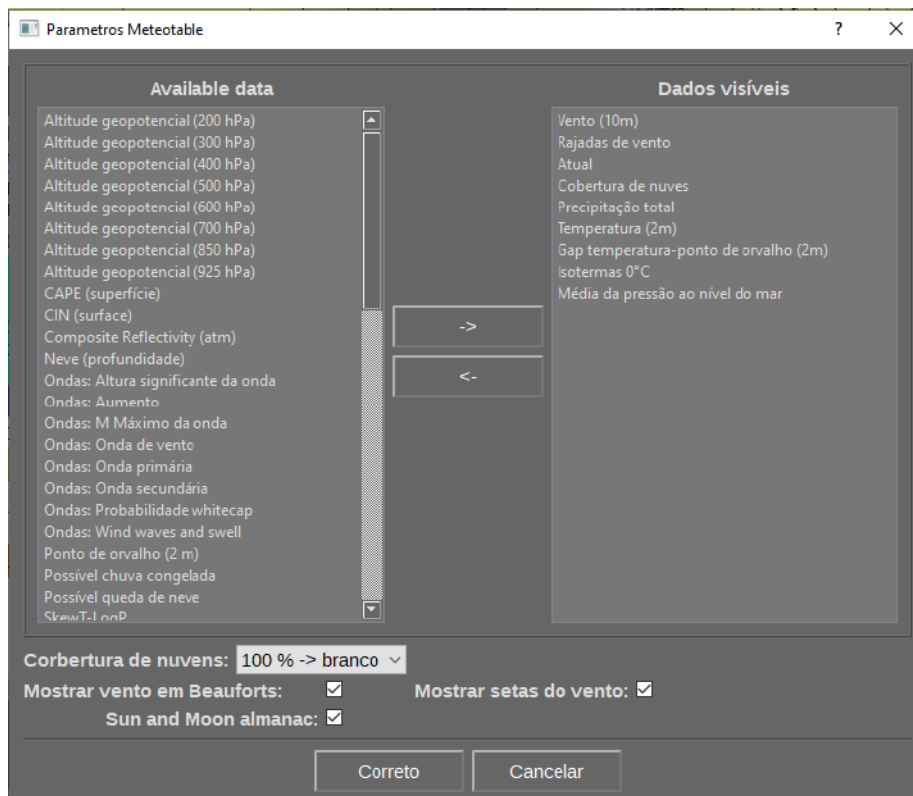 Parametros Meteotable
?
Available data
Altitude geopotencial (200 hPa)
Altitude geopotencial (300 hPa)
Altitude geopotencial (400 hPa)
Altitude geopotencial (500 hPa)
Altitude geopotencial (600 hPa)
Altitude geopotencial (700 hPa)
Altitude geopotencial (850 hPa)
Altitude geopotencial (925 hPa)
CAPE (superfície)
CIN (surface)
Composite Reflectivity (atm)
Neve (profundidade)
Ondas: Altura significante da onda
Ondas: Aumento
Ondas: M Máximo da onda
Ondas: Onda de vento
Ondas: Onda primária
Ondas: Onda secundária
Ondas: Probabilidade whitecap
Ondas: Wind waves and swell
Ponto de orvalho (2 m)
Possível chuva congelada
Possível queda de neve
SkewT-LogP
->
<-
Dados visíveis
Vento (10m)
Rajadas de vento
Atual
Cobertura de nuves
Precipitação total
Temperatura (2m)
Gap temperatura-ponto de orvalho (2m)
Isotermas 0°C
Média da pressão ao nível do mar
Corbertura de nuvens: 100 % -> branco
Mostrar vento em Beauforts: Mostrar setas do vento:
Sun and Moon almanac:
Correto Cancelar